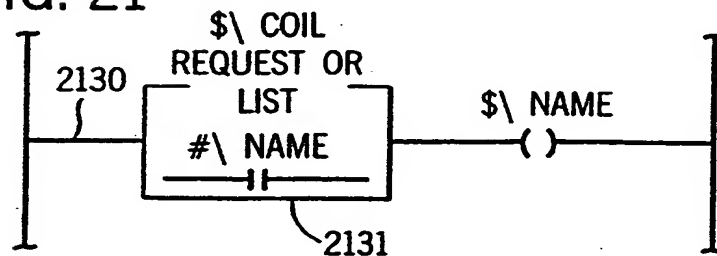 FIG. 21
$\ COIL
REQUEST OR
LIST
2130
#\ NAME
$\ NAME
2131